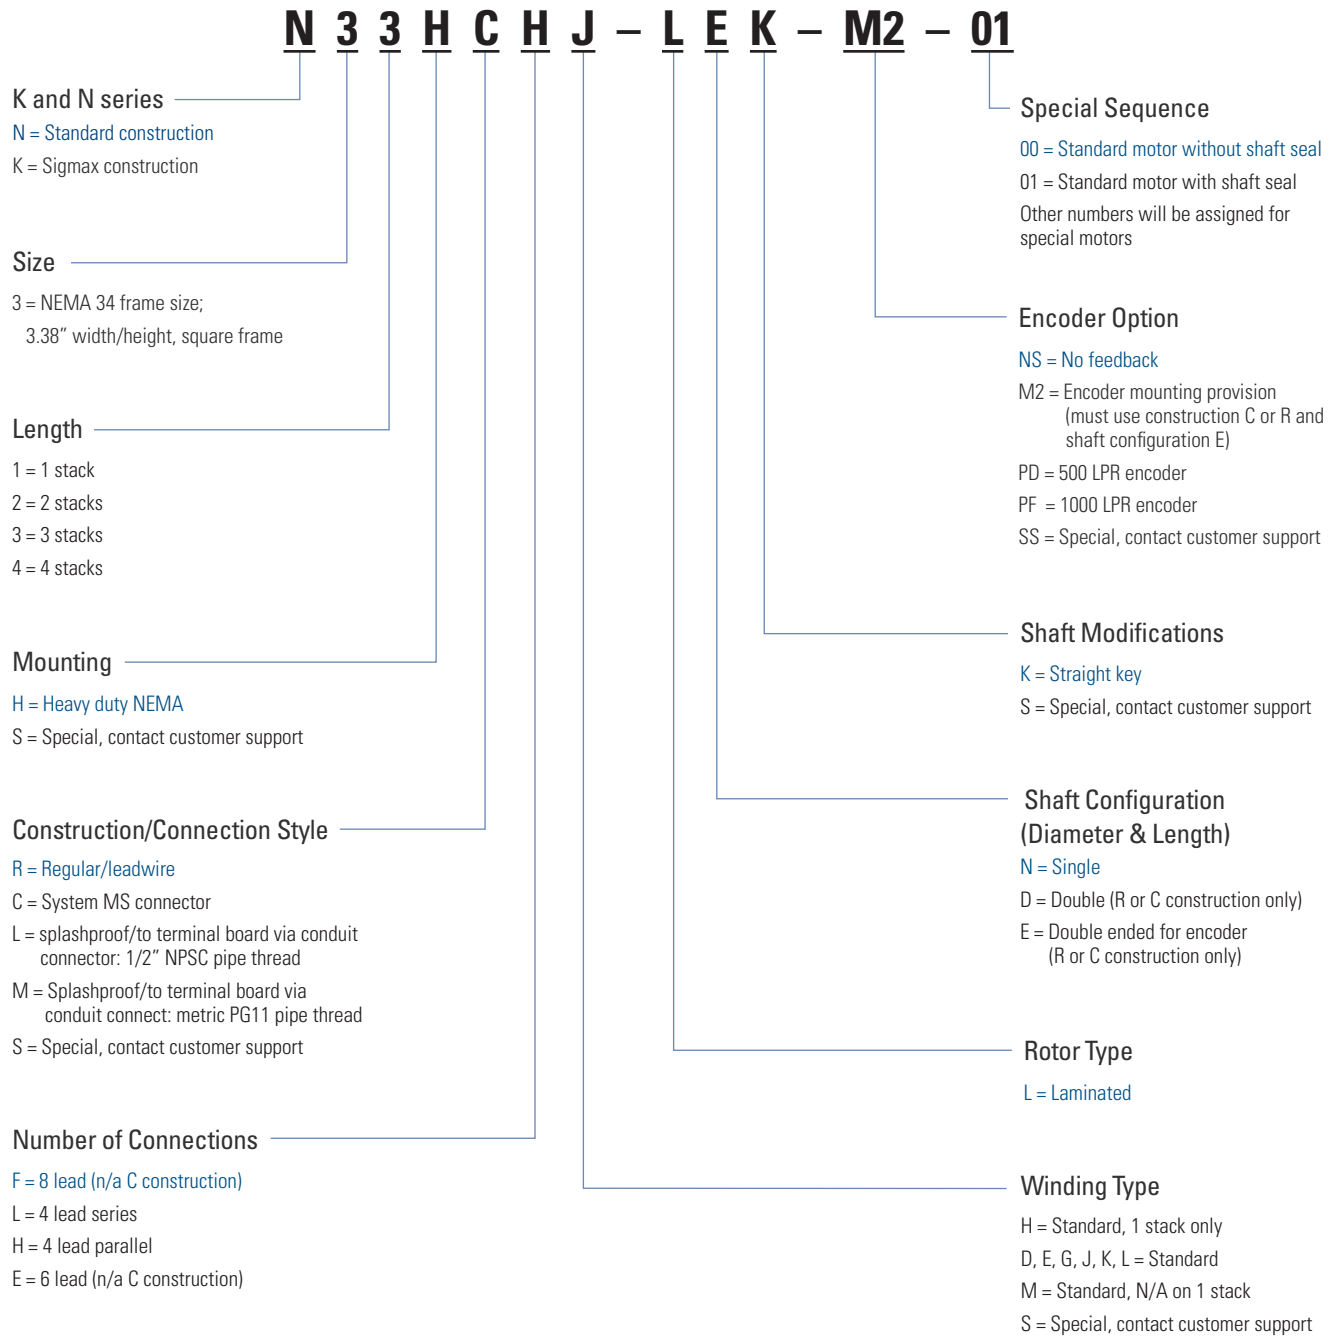 N 3 3 H C H J – L E K – M2 – 01
K and N series
N = Standard construction
K = Sigmax construction
Size
3 = NEMA 34 frame size;
3.38” width/height, square frame
Length
1 = 1 stack
2 = 2 stacks
3 = 3 stacks
4 = 4 stacks
Mounting
H = Heavy duty NEMA
S = Special, contact customer support
Construction/Connection Style
R = Regular/leadwire
C = System MS connector
L = splashproof/to terminal board via conduit
connector: 1/2” NPSC pipe thread
M = Splashproof/to terminal board via
conduit connect: metric PG11 pipe thread
S = Special, contact customer support
Number of Connections
F = 8 lead (n/a C construction)
L = 4 lead series
H = 4 lead parallel
E = 6 lead (n/a C construction)
Special Sequence
00 = Standard motor without shaft seal
01 = Standard motor with shaft seal
Other numbers will be assigned for
special motors
Encoder Option
NS = No feedback
M2 = Encoder mounting provision
(must use construction C or R and
shaft configuration E)
PD = 500 LPR encoder
PF = 1000 LPR encoder
SS = Special, contact customer support
Shaft Modifications
K = Straight key
S = Special, contact customer support
Shaft Configuration
(Diameter & Length)
N = Single
D = Double (R or C construction only)
E = Double ended for encoder
(R or C construction only)
Rotor Type
L = Laminated
Winding Type
H = Standard, 1 stack only
D, E, G, J, K, L = Standard
M = Standard, N/A on 1 stack
S = Special, contact customer support